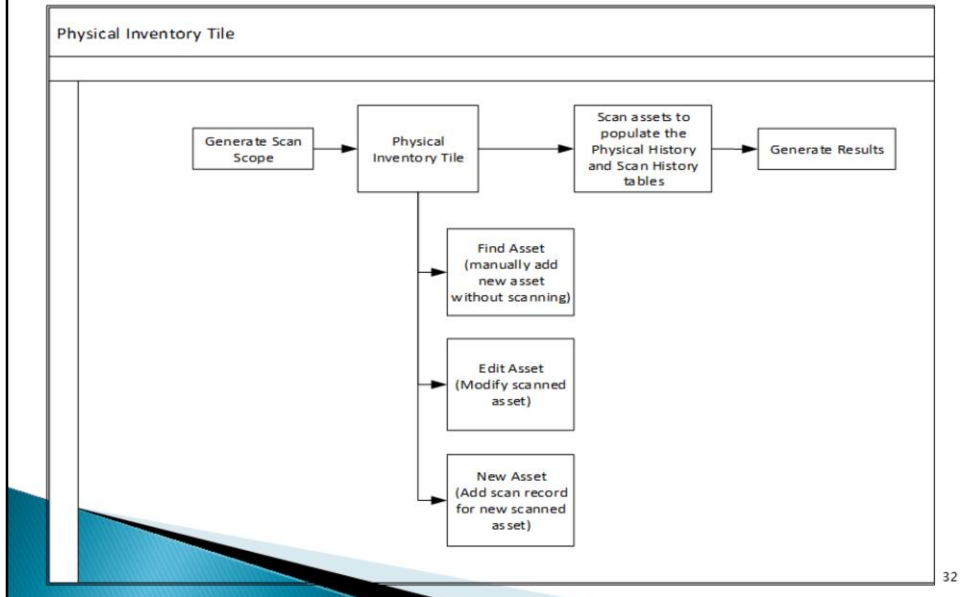 Physical Inventory Tile
Generate Scan
Scope
Physical
Inventory Tile
Scan assets to
populate the
Physical History
and Scan History
tables
Generate Results
Find Asset
(manually add
new asset
without scanning)
Edit Asset
(Modify scanned
asset)
New Asset
(Add scan record
for new scanned
asset)
32